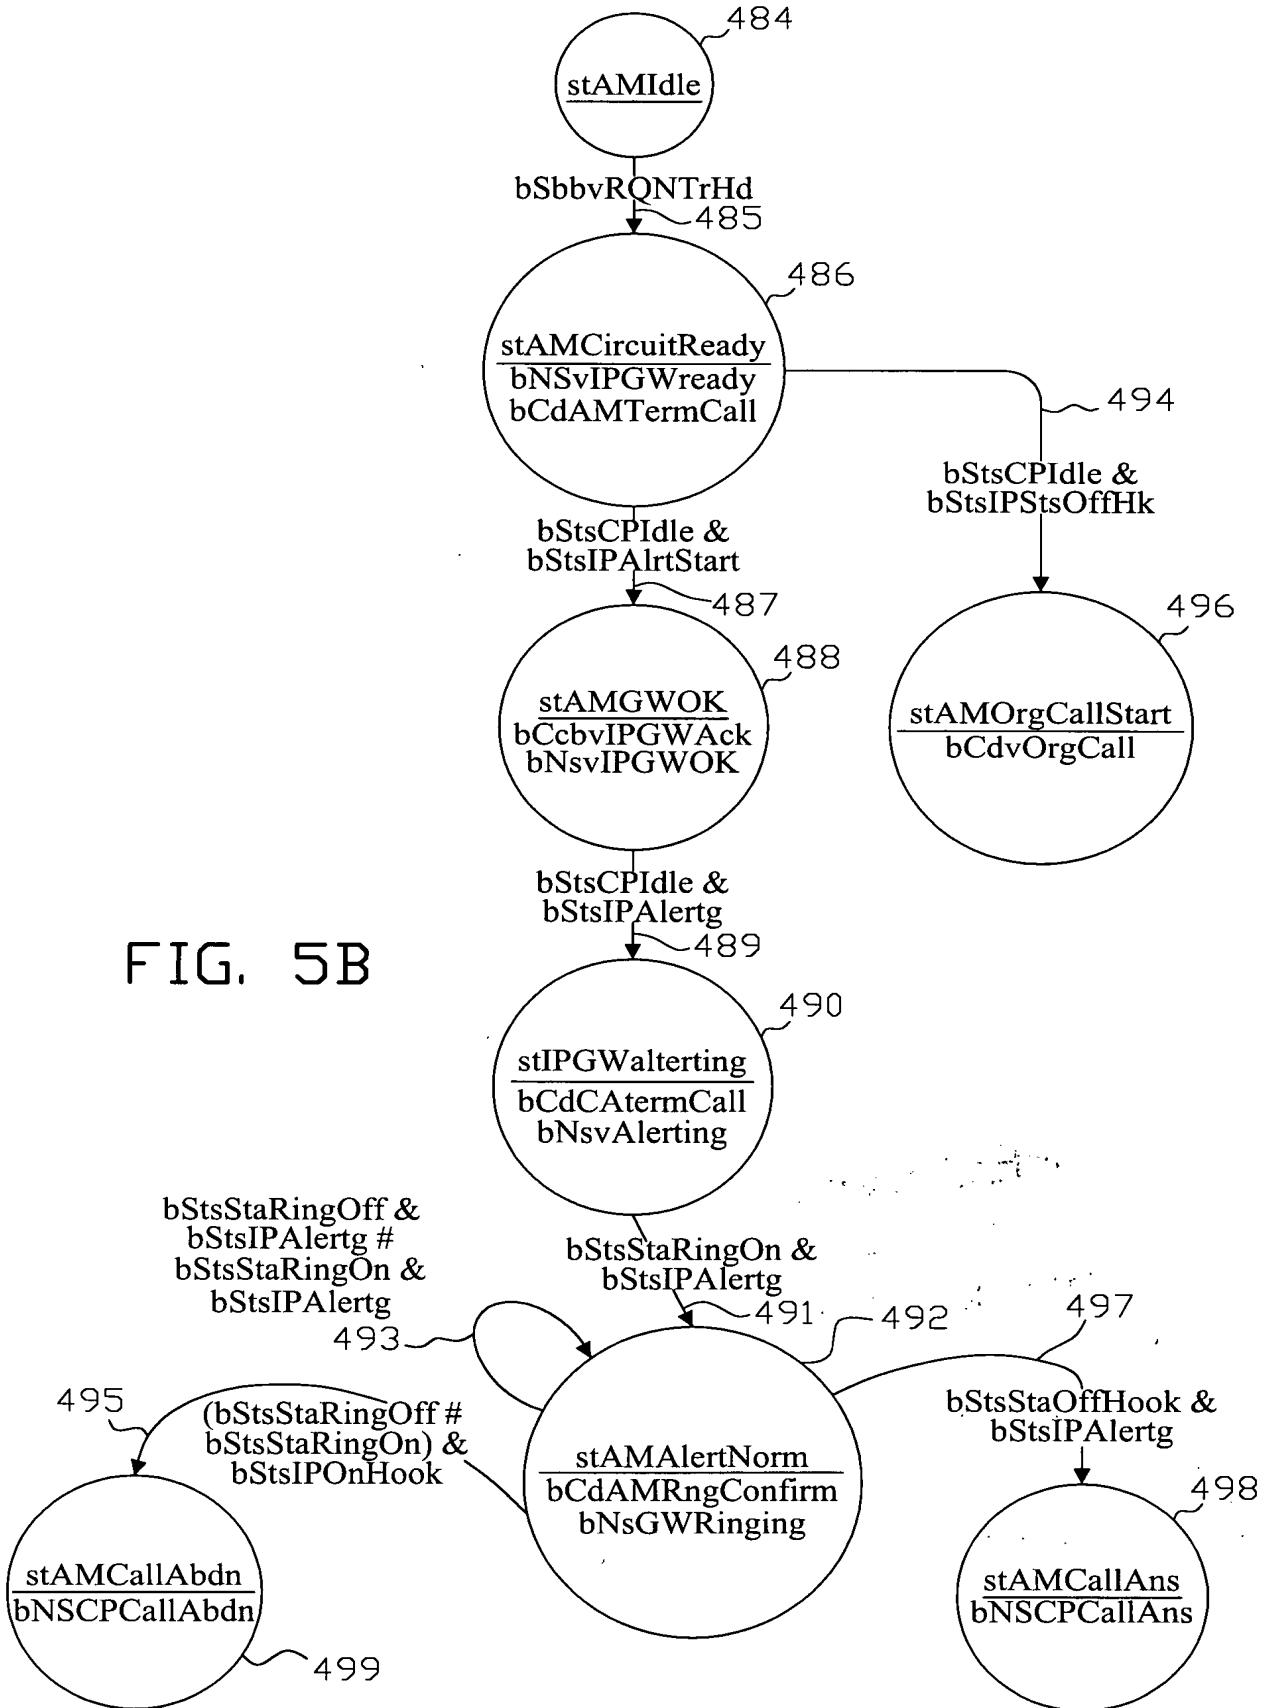 484
stAMIdle
bSbbvRQNTrHd
485
486
stAMCircuitReady
bNSvIPGWready
bCdAMTermCall
494
bStsCPIdle &
bStsIPStsOffHk
bStsCPIdle &
bStsIPAlrtStart
487
496
488
stAMGWOK
bCcbvIPGWAck
bNsvIPGWOK
stAMOrgCallStart
bCdvOrgCall
bStsCPIdle &
bStsIPAlertg
489
FIG. 5B
490
stIPGWalterting
bCdCAtermCall
bNsvAlerting
bStsStaRingOff &
bStsIPAlertg #
bStsStaRingOn &
bStsIPAlertg
493
bStsStaRingOn &
bStsIPAlertg
491
492
497
495
(bStsStaRingOff #
bStsStaRingOn) &
bStsIPOnHook
bStsStaOffHook &
bStsIPAlertg
stAMAlertNorm
bCdAMRngConfirm
bNsGWRinging
498
stAMCallAbdn
bNSCPCallAbdn
499
stAMCallAns
bNSCPCallAns